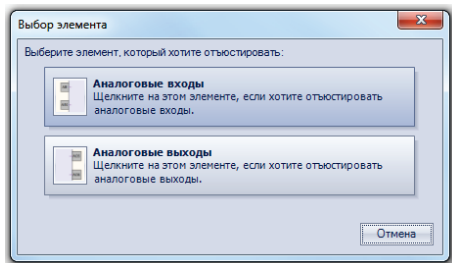 Выбор элемента
Выберите элемент, который хотите отъюстировать:
Аналоговые входы
Щелкните на этом элементе, если хотите отъюстировать
аналоговые входы.
Аналоговые выходы
Щелкните на этом элементе, если хотите отъюстировать
аналоговые выходы.
Отмена